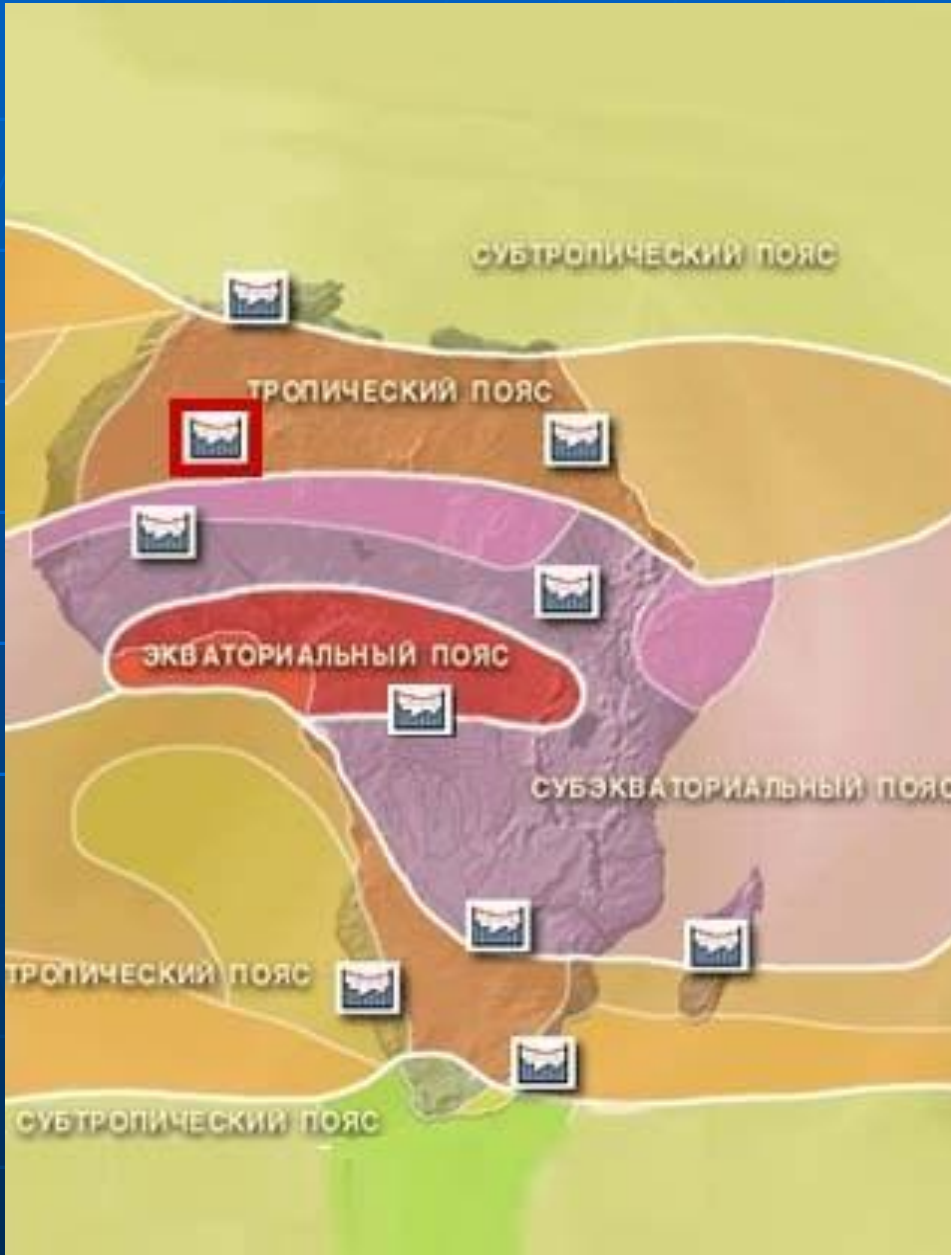 СУБТРОПИЧЕСКИЙ ПОЯС
ТРОПИЧЕСКИЙ ПОЯС
ЭКВАТОРИАЛЬНЫЙ ПОЯС
СУБЭКВАТОРИАЛЬНЫЙ ПОЯС
ТРОПИЧЕСКИЙ ПОЯС
СУБТРОПИЧЕСКИЙ ПОЯС